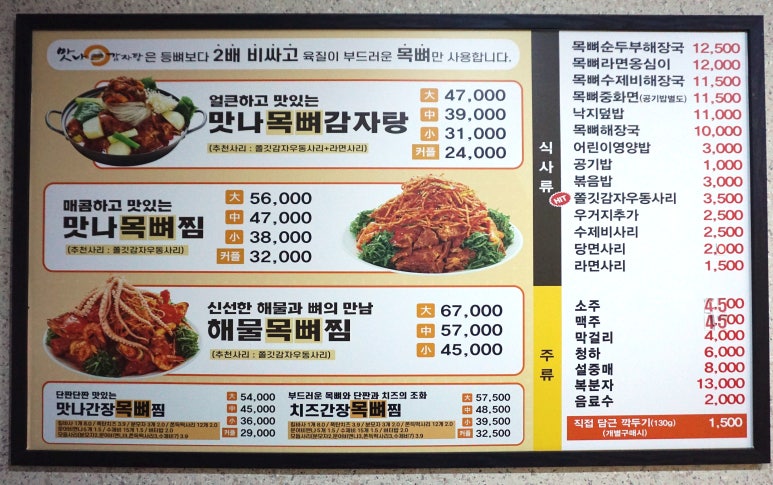 맛나감자탕은 등뼈보다 2배 비싸고 육질이 부드러운 목뼈만 사용합니다.
얼큰하고 맛있는
맛나목뼈감자탕
(추천사리 : 쫄깃감자우동사리+라면사리)
大 47,000
中 39,000
小 31,000
커플 24,000
매콤하고 맛있는
맛나목뼈찜
(추천사리 : 쫄깃감자우동사리)
大 56,000
中 47,000
小 38,000
커플 32,000
신선한 해물과 뼈의 만남
해물목뼈찜
(추천사리 : 쫄깃감자우동사리)
大 67,000
中 57,000
小 45,000
단짠단짠 맛있는
맛나간장목뼈찜
大 54,000
中 45,000
小 36,000
커플 29,000
부드러운 목뼈와 단짠과 치즈의 조화
치즈간장목뼈찜
大 57,500
中 48,500
小 39,500
커플 32,500
식사류
목뼈순두부해장국 12,500
목뼈라면옹심이 12,000
목뼈수제비해장국 11,500
목뼈중화면(공기밥별도) 11,500
낙지덮밥 11,000
목뼈해장국 10,000
어린이영양밥 3,000
공기밥 1,000
볶음밥 3,000
HIT 쫄깃감자우동사리 3,500
우거지추가 2,500
수제비사리 2,500
당면사리 2,000
라면사리 1,500
주류
소주 4,500
맥주
막걸리 4,000
청하 6,000
설중매 8,000
복분자 13,000
음료수 2,000
직접 담근 깍두기(130g) 1,500
(개별구매시)